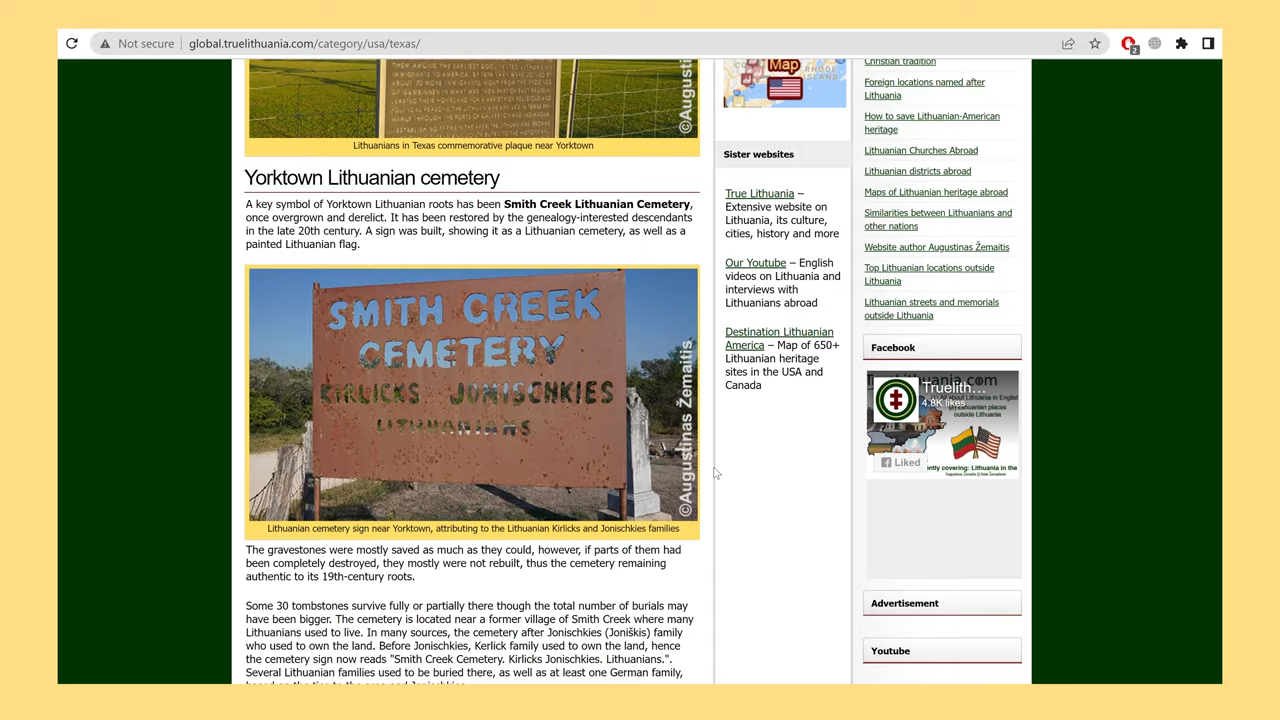 Not secure
global.truelithuania.com/category/usa/texas/
2
IMMIGRANTS TO AMERICA. BY 1874 THEY WERE JOINED BY
©Augustin
Lithuanians in Texas commemorative plaque near Yorktown
Yorktown Lithuanian cemetery
A key symbol of Yorktown Lithuanian roots has been Smith Creek Lithuanian Cemetery,
once overgrown and derelict. It has been restored by the genealogy-interested descendants
in the late 20th century. A sign was built, showing it as a Lithuanian cemetery, as well as a
painted Lithuanian flag.
SMITH CREEK
CEMETERY
KIRLICKS JONISCHKIES
LITHUANIANS
©Augustinas Žemaitis
Lithuanian cemetery sign near Yorktown, attributing to the Lithuanian Kirlicks and Jonischkies families
The gravestones were mostly saved as much as they could, however, if parts of them had
been completely destroyed, they mostly were not rebuilt, thus the cemetery remaining
authentic to its 19th-century roots.
Some 30 tombstones survive fully or partially there though the total number of burials may
have been bigger. The cemetery is located near a former village of Smith Creek where many
Lithuanians used to live. In many sources, the cemetery after Jonischkies (Joniškis) family
who used to own the land. Before Jonischkies, Kerlick family used to own the land, hence
the cemetery sign now reads "Smith Creek Cemetery. Kirlicks Jonischkies. Lithuanians.".
Several Lithuanian families used to be buried there, as well as at least one German family,
RHODE
ISLAND
Map
Sister websites
True Lithuania –
Extensive website on
Lithuania, its culture,
cities, history and more
Our Youtube – English
videos on Lithuania and
interviews with
Lithuanians abroad
Destination Lithuanian
America – Map of 650+
Lithuanian heritage
sites in the USA and
Canada
Christian tradition
Foreign locations named after
Lithuania
How to save Lithuanian-American
heritage
Lithuanian Churches Abroad
Lithuanian districts abroad
Maps of Lithuanian heritage abroad
Similarities between Lithuanians and
other nations
Website author Augustinas Žemaitis
Top Lithuanian locations outside
Lithuania
Lithuanian streets and memorials
outside Lithuania
Facebook
Truelith...
4.8K likes
Liked
Advertisement
Youtube